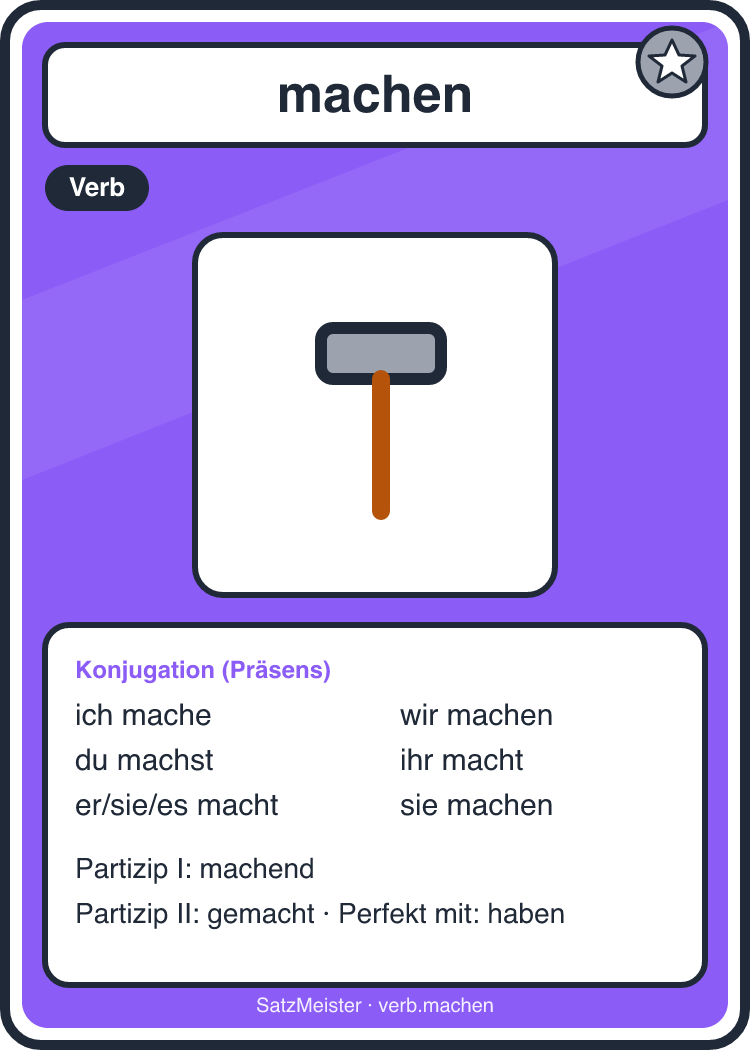 machen
Verb
Konjugation (Präsens)
ich mache wir machen
du machst ihr macht
er/sie/es macht sie machen
Partizip I: machend
Partizip II: gemacht · Perfekt mit: haben
SatzMeister · verb.machen